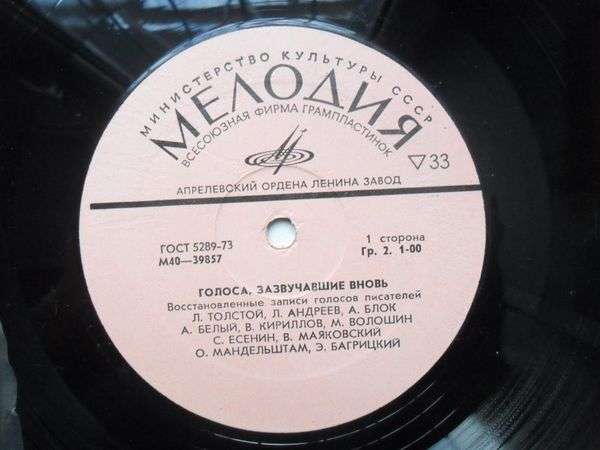 МИНИСТЕРСТВО КУЛЬТУРЫ СССР
МЕЛОДИЯ
ВСЕСОЮЗНАЯ ФИРМА ГРАМПЛАСТИНОК
▽33
АПРЕЛЕВСКИЙ ОРДЕНА ЛЕНИНА ЗАВОД
ГОСТ 5289-73
М40—39857
1 сторона
Гр. 2. 1-00
ГОЛОСА, ЗАЗВУЧАВШИЕ ВНОВЬ
Восстановленные записи голосов писателей
Л. ТОЛСТОЙ, Л. АНДРЕЕВ, А. БЛОК
А. БЕЛЫЙ, В. КИРИЛЛОВ, М. ВОЛОШИН
С. ЕСЕНИН, В. МАЯКОВСКИЙ
О. МАНДЕЛЬШТАМ, Э. БАГРИЦКИЙ